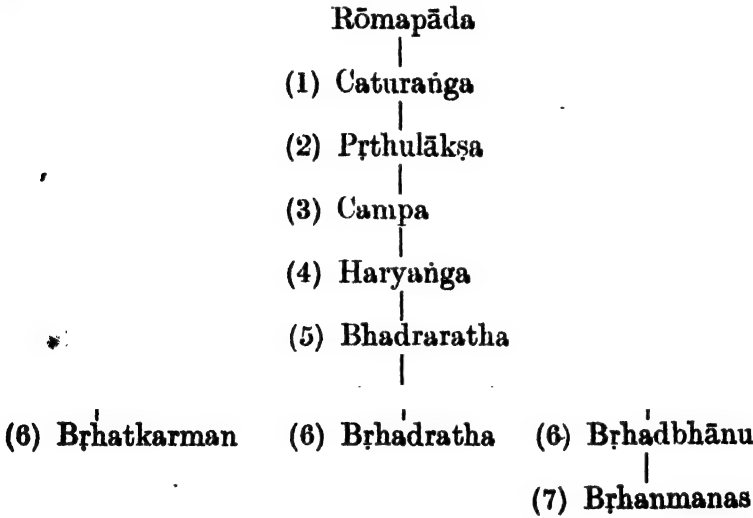 Rōmapāda
(1) Caturaṅga
(2) Pṛthulākṣa
(3) Campa
(4) Haryaṅga
(5) Bhadraratha
(6) Bṛhatkarman (6) Bṛhadratha (6) Bṛhadbhānu
(7) Bṛhanmanas